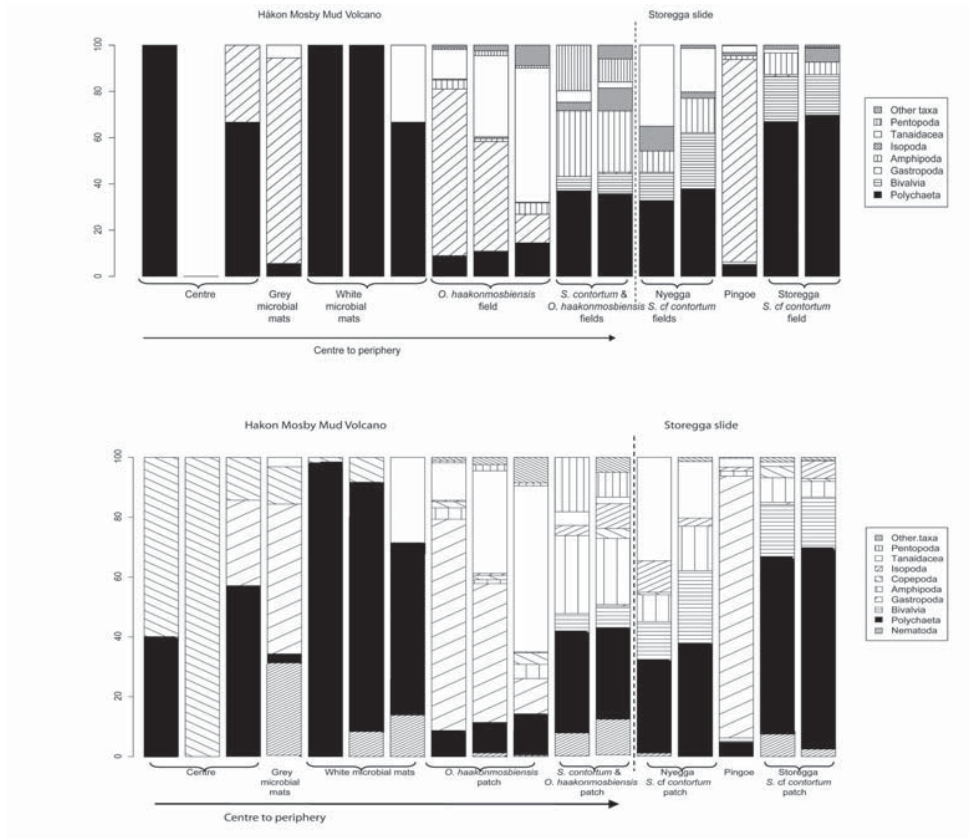 Håkon Mosby Mud Volcano
Storegga slide
100
80
60
40
20
0
Other taxa
Pentopoda
Tanaidacea
Isopoda
Amphipoda
Gastropoda
Bivalvia
Polychaeta
Centre
Grey
microbial
mats
White
microbial
mats
O. haakonmosbiensis
field
S. contortum &
O. haakonmosbiensis
fields
Nyegga
S. cf contortum
fields
Pingoe
Storegga
S. cf contortum
field
Centre to periphery
Hakon Mosby Mud Volcano
Storegga slide
100
80
60
40
20
0
Other.taxa
Pentopoda
Tanaidacea
Isopoda
Copepoda
Amphipoda
Gastropoda
Bivalvia
Polychaeta
Nematoda
Centre
Grey
microbial
mats
White microbial mats
O. haakonmosbiensis
patch
S. contortum &
O. haakonmosbiensis
patch
Nyegga
S. cf contortum
patch
Pingoe
Storegga
S. cf contortum
patch
Centre to periphery